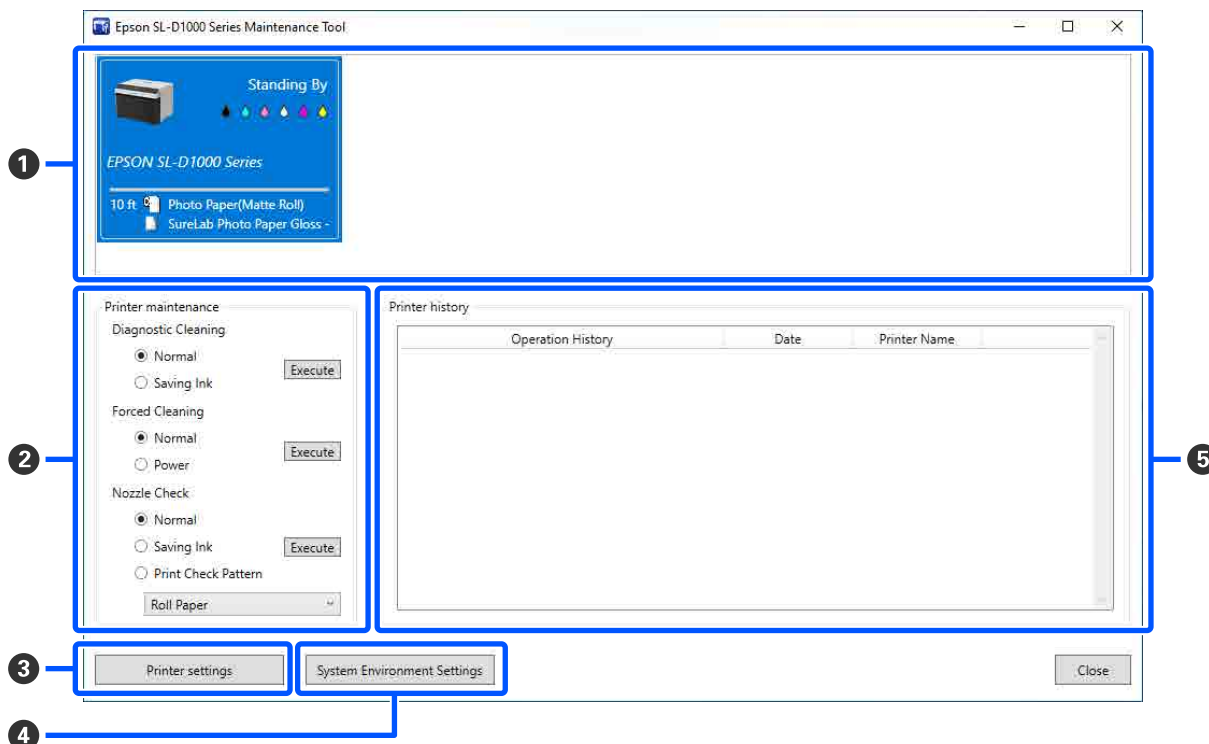 Epson SL-D1000 Series Maintenance Tool
Standing By
EPSON SL-D1000 Series
10 ft Photo Paper(Matte Roll)
SureLab Photo Paper Gloss -
1
Printer maintenance
Diagnostic Cleaning
Normal
Saving Ink
Execute
Forced Cleaning
Normal
Power
Execute
Nozzle Check
Normal
Saving Ink
Execute
Print Check Pattern
Roll Paper
2
Printer history
Operation History Date Printer Name
5
3
Printer settings
System Environment Settings
Close
4